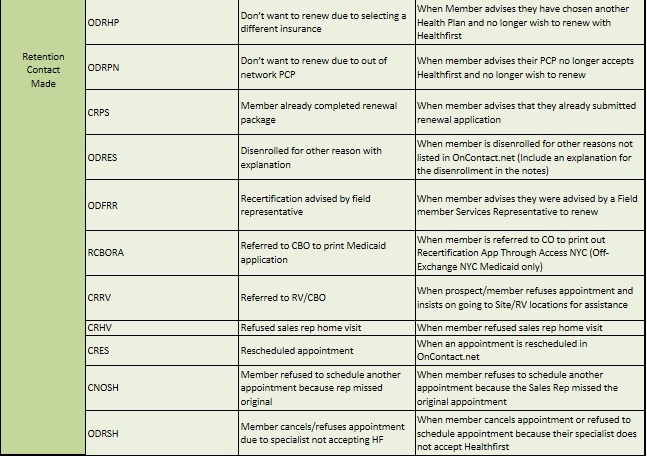 Retention
Contact
Made
ODRHP
Don't want to renew due to selecting a
different insurance
When Member advises they have chosen another
Health Plan and no longer wish to renew with
Healthfirst
ODRPN
Don't want to renew due to out of
network PCP
When member advises their PCP no longer accepts
Healthfirst and no longer wish to renew
CRPS
Member already completed renewal
package
When member advises that they already submitted
renewal application
ODRES
Disenrolled for other reason with
explanation
When member is disenrolled for other reasons not
listed in OnContact.net (Include an explanation for
the disenrollment in the notes)
ODFRR
Recertification advised by field
representative
When member advises they were advised by a Field
member Services Representative to renew
RCBORA
Referred to CBO to print Medicaid
application
When member is referred to CO to print out
Recertification App Through Access NYC (Off-
Exchange NYC Medicaid only)
CRRV
Referred to RV/CBO
When prospect/member refuses appointment and
insists on going to Site/RV locations for assistance
CRHV
Refused sales rep home visit
When member refused sales rep home visit
CRES
Rescheduled appointment
When an appointment is rescheduled in
OnContact.net
CNOSH
Member refused to schedule another
appointment because rep missed
original
When member refuses to schedule another
appointment because the Sales Rep missed the
original appointment
ODRSH
Member cancels/refuses appointment
due to specialist not accepting HF
When member cancels appointment or refused to
schedule appointment because their specialist does
not accept Healthfirst